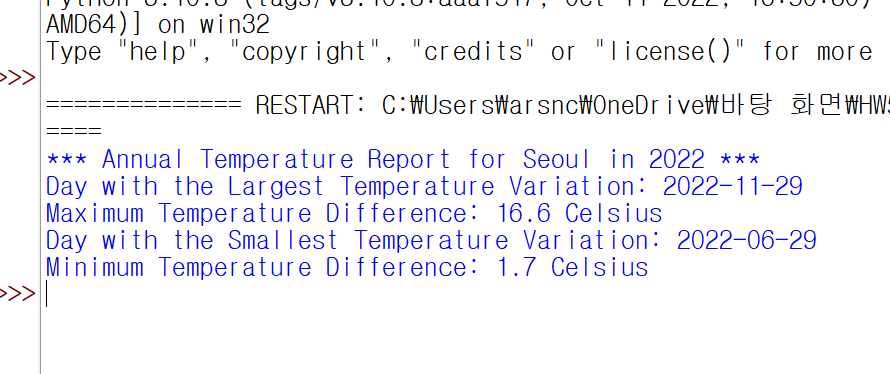 AMD64)] on win32
Type "help", "copyright", "credits" or "license()" for more
>>>
============== RESTART: C:₩Users₩arsnc₩OneDrive₩바탕 화면₩HW5
====
*** Annual Temperature Report for Seoul in 2022 ***
Day with the Largest Temperature Variation: 2022-11-29
Maximum Temperature Difference: 16.6 Celsius
Day with the Smallest Temperature Variation: 2022-06-29
Minimum Temperature Difference: 1.7 Celsius
>>>